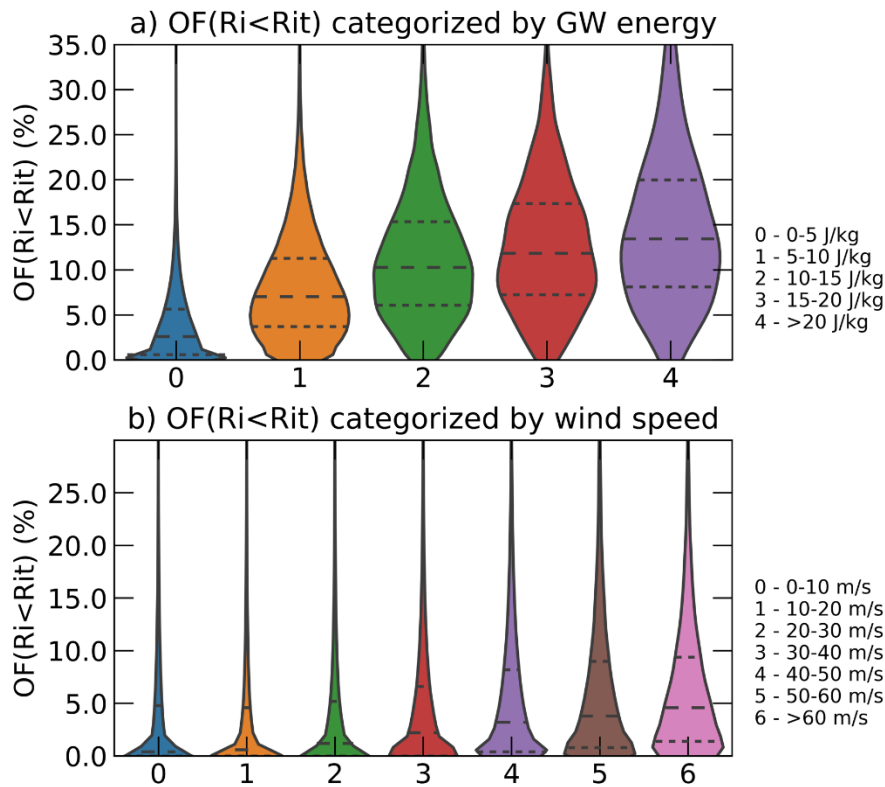 a) OF(Ri<Rit) categorized by GW energy
OF(Ri<Rit) (%)
35.0
30.0
25.0
20.0
15.0
10.0
5.0
0.0
0 1 2 3 4
0 - 0-5 J/kg
1 - 5-10 J/kg
2 - 10-15 J/kg
3 - 15-20 J/kg
4 - >20 J/kg
b) OF(Ri<Rit) categorized by wind speed
OF(Ri<Rit) (%)
25.0
20.0
15.0
10.0
5.0
0.0
0 1 2 3 4 5 6
0 - 0-10 m/s
1 - 10-20 m/s
2 - 20-30 m/s
3 - 30-40 m/s
4 - 40-50 m/s
5 - 50-60 m/s
6 - >60 m/s